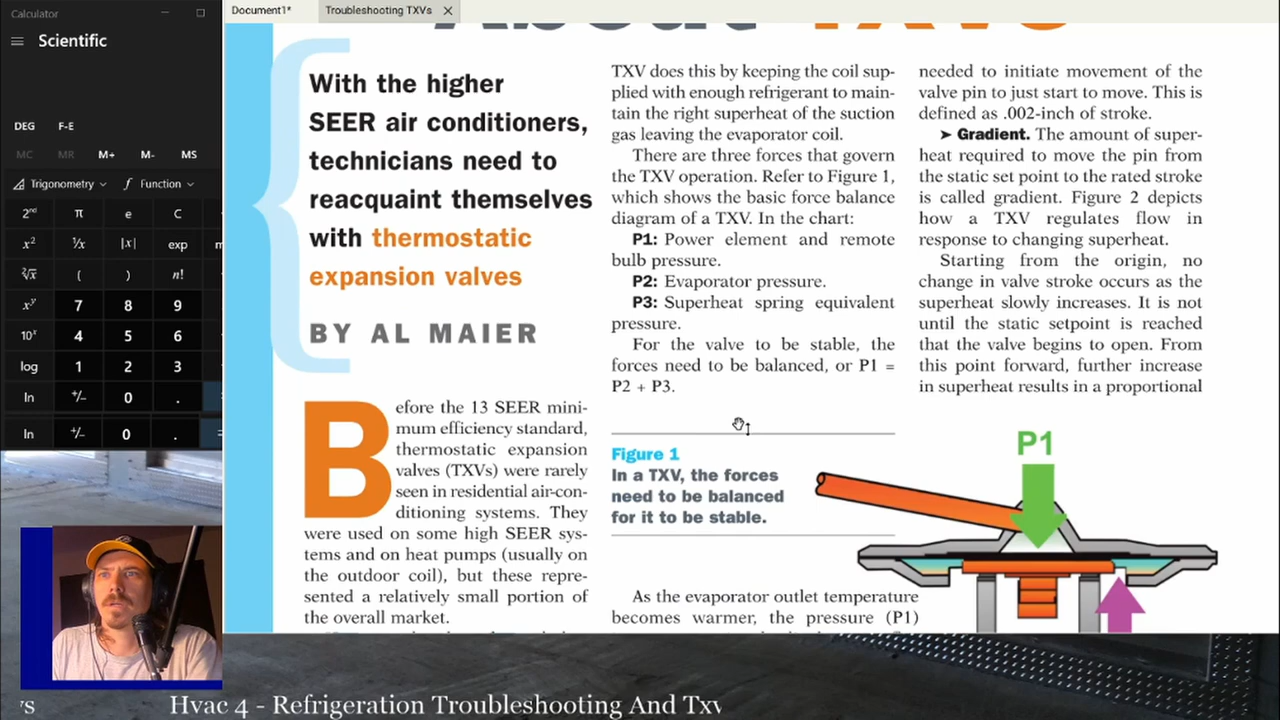 Calculator
Scientific
DEG F-E
MC MR M+ M- MS
Trigonometry Function
2nd π e C
x² ¹/x |x| exp m
²√x ( ) n!
xʸ 7 8 9
10ˣ 4 5 6
log 1 2 3
ln +/- 0 .
ln +/- 0 .
Document1*
Troubleshooting TXVs
About TXVs
With the higher
SEER air conditioners,
technicians need to
reacquaint themselves
with thermostatic
expansion valves
BY AL MAIER
Before the 13 SEER mini-
mum efficiency standard,
thermostatic expansion
valves (TXVs) were rarely
seen in residential air-con-
ditioning systems. They
were used on some high SEER sys-
tems and on heat pumps (usually on
the outdoor coil), but these repre-
sented a relatively small portion of
the overall market.
TXV does this by keeping the coil sup-
plied with enough refrigerant to main-
tain the right superheat of the suction
gas leaving the evaporator coil.
There are three forces that govern
the TXV operation. Refer to Figure 1,
which shows the basic force balance
diagram of a TXV. In the chart:
P1: Power element and remote
bulb pressure.
P2: Evaporator pressure.
P3: Superheat spring equivalent
pressure.
For the valve to be stable, the
forces need to be balanced, or P1 =
P2 + P3.
Figure 1
In a TXV, the forces
need to be balanced
for it to be stable.
As the evaporator outlet temperature
becomes warmer, the pressure (P1)
needed to initiate movement of the
valve pin to just start to move. This is
defined as .002-inch of stroke.
➤ Gradient. The amount of super-
heat required to move the pin from
the static set point to the rated stroke
is called gradient. Figure 2 depicts
how a TXV regulates flow in
response to changing superheat.
Starting from the origin, no
change in valve stroke occurs as the
superheat slowly increases. It is not
until the static setpoint is reached
that the valve begins to open. From
this point forward, further increase
in superheat results in a proportional
P1
vs Hvac 4 - Refrigeration Troubleshooting And Txv